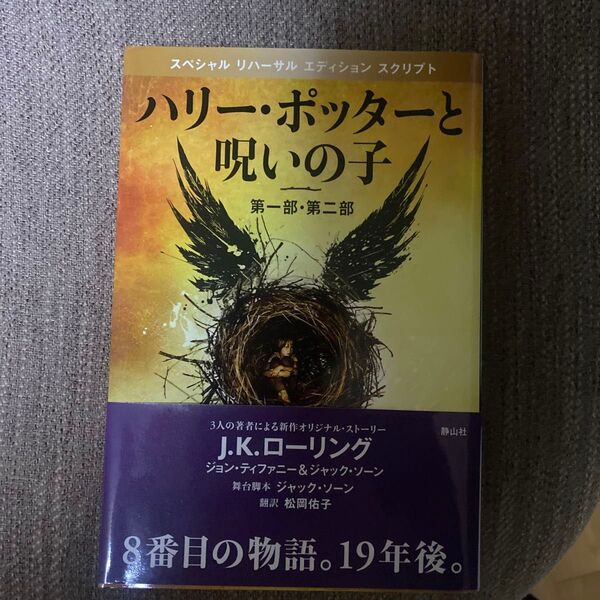 スペシャル リハーサル エディション スクリプト
ハリー・ポッターと
呪いの子
第一部・第二部
3人の著者による新作オリジナル・ストーリー
静山社
J.K.ローリング
ジョン・ティファニー&ジャック・ソーン
舞台脚本 ジャック・ソーン
翻訳 松岡佑子
8番目の物語。19年後。